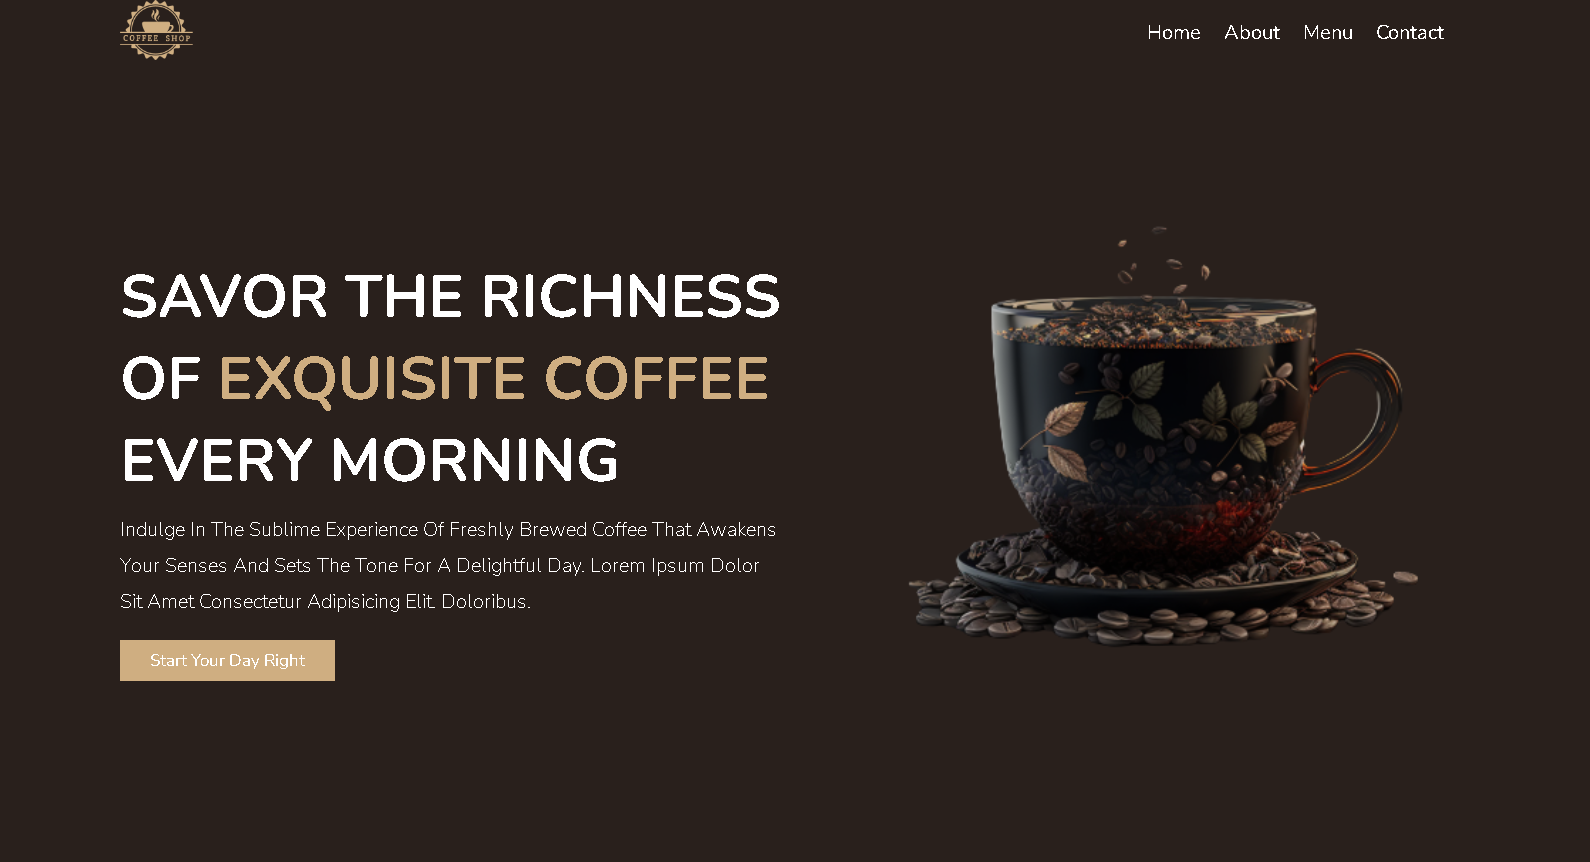 COFFEE SHOP
Home About Menu Contact
SAVOR THE RICHNESS
OF EXQUISITE COFFEE
EVERY MORNING
Indulge In The Sublime Experience Of Freshly Brewed Coffee That Awakens
Your Senses And Sets The Tone For A Delightful Day. Lorem Ipsum Dolor
Sit Amet Consectetur Adipisicing Elit. Doloribus.
Start Your Day Right